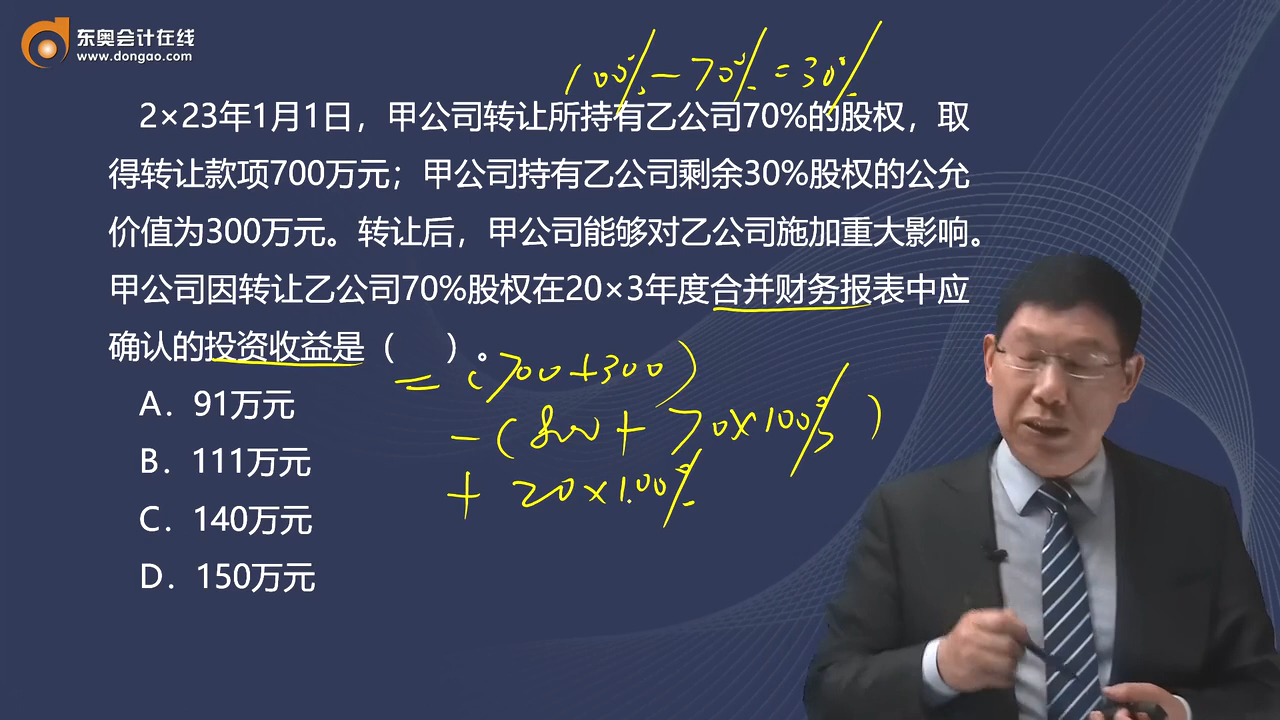 东奥会计在线
www.dongao.com
100%-70%=30%
2×23年1月1日，甲公司转让所持有乙公司70%的股权，取
得转让款项700万元；甲公司持有乙公司剩余30%股权的公允
价值为300万元。转让后，甲公司能够对乙公司施加重大影响。
甲公司因转让乙公司70%股权在20×3年度合并财务报表中应
确认的投资收益是（ ）。
=(700+300)
-(800+70×100%)
+20×100%
A．91万元
B．111万元
C．140万元
D．150万元